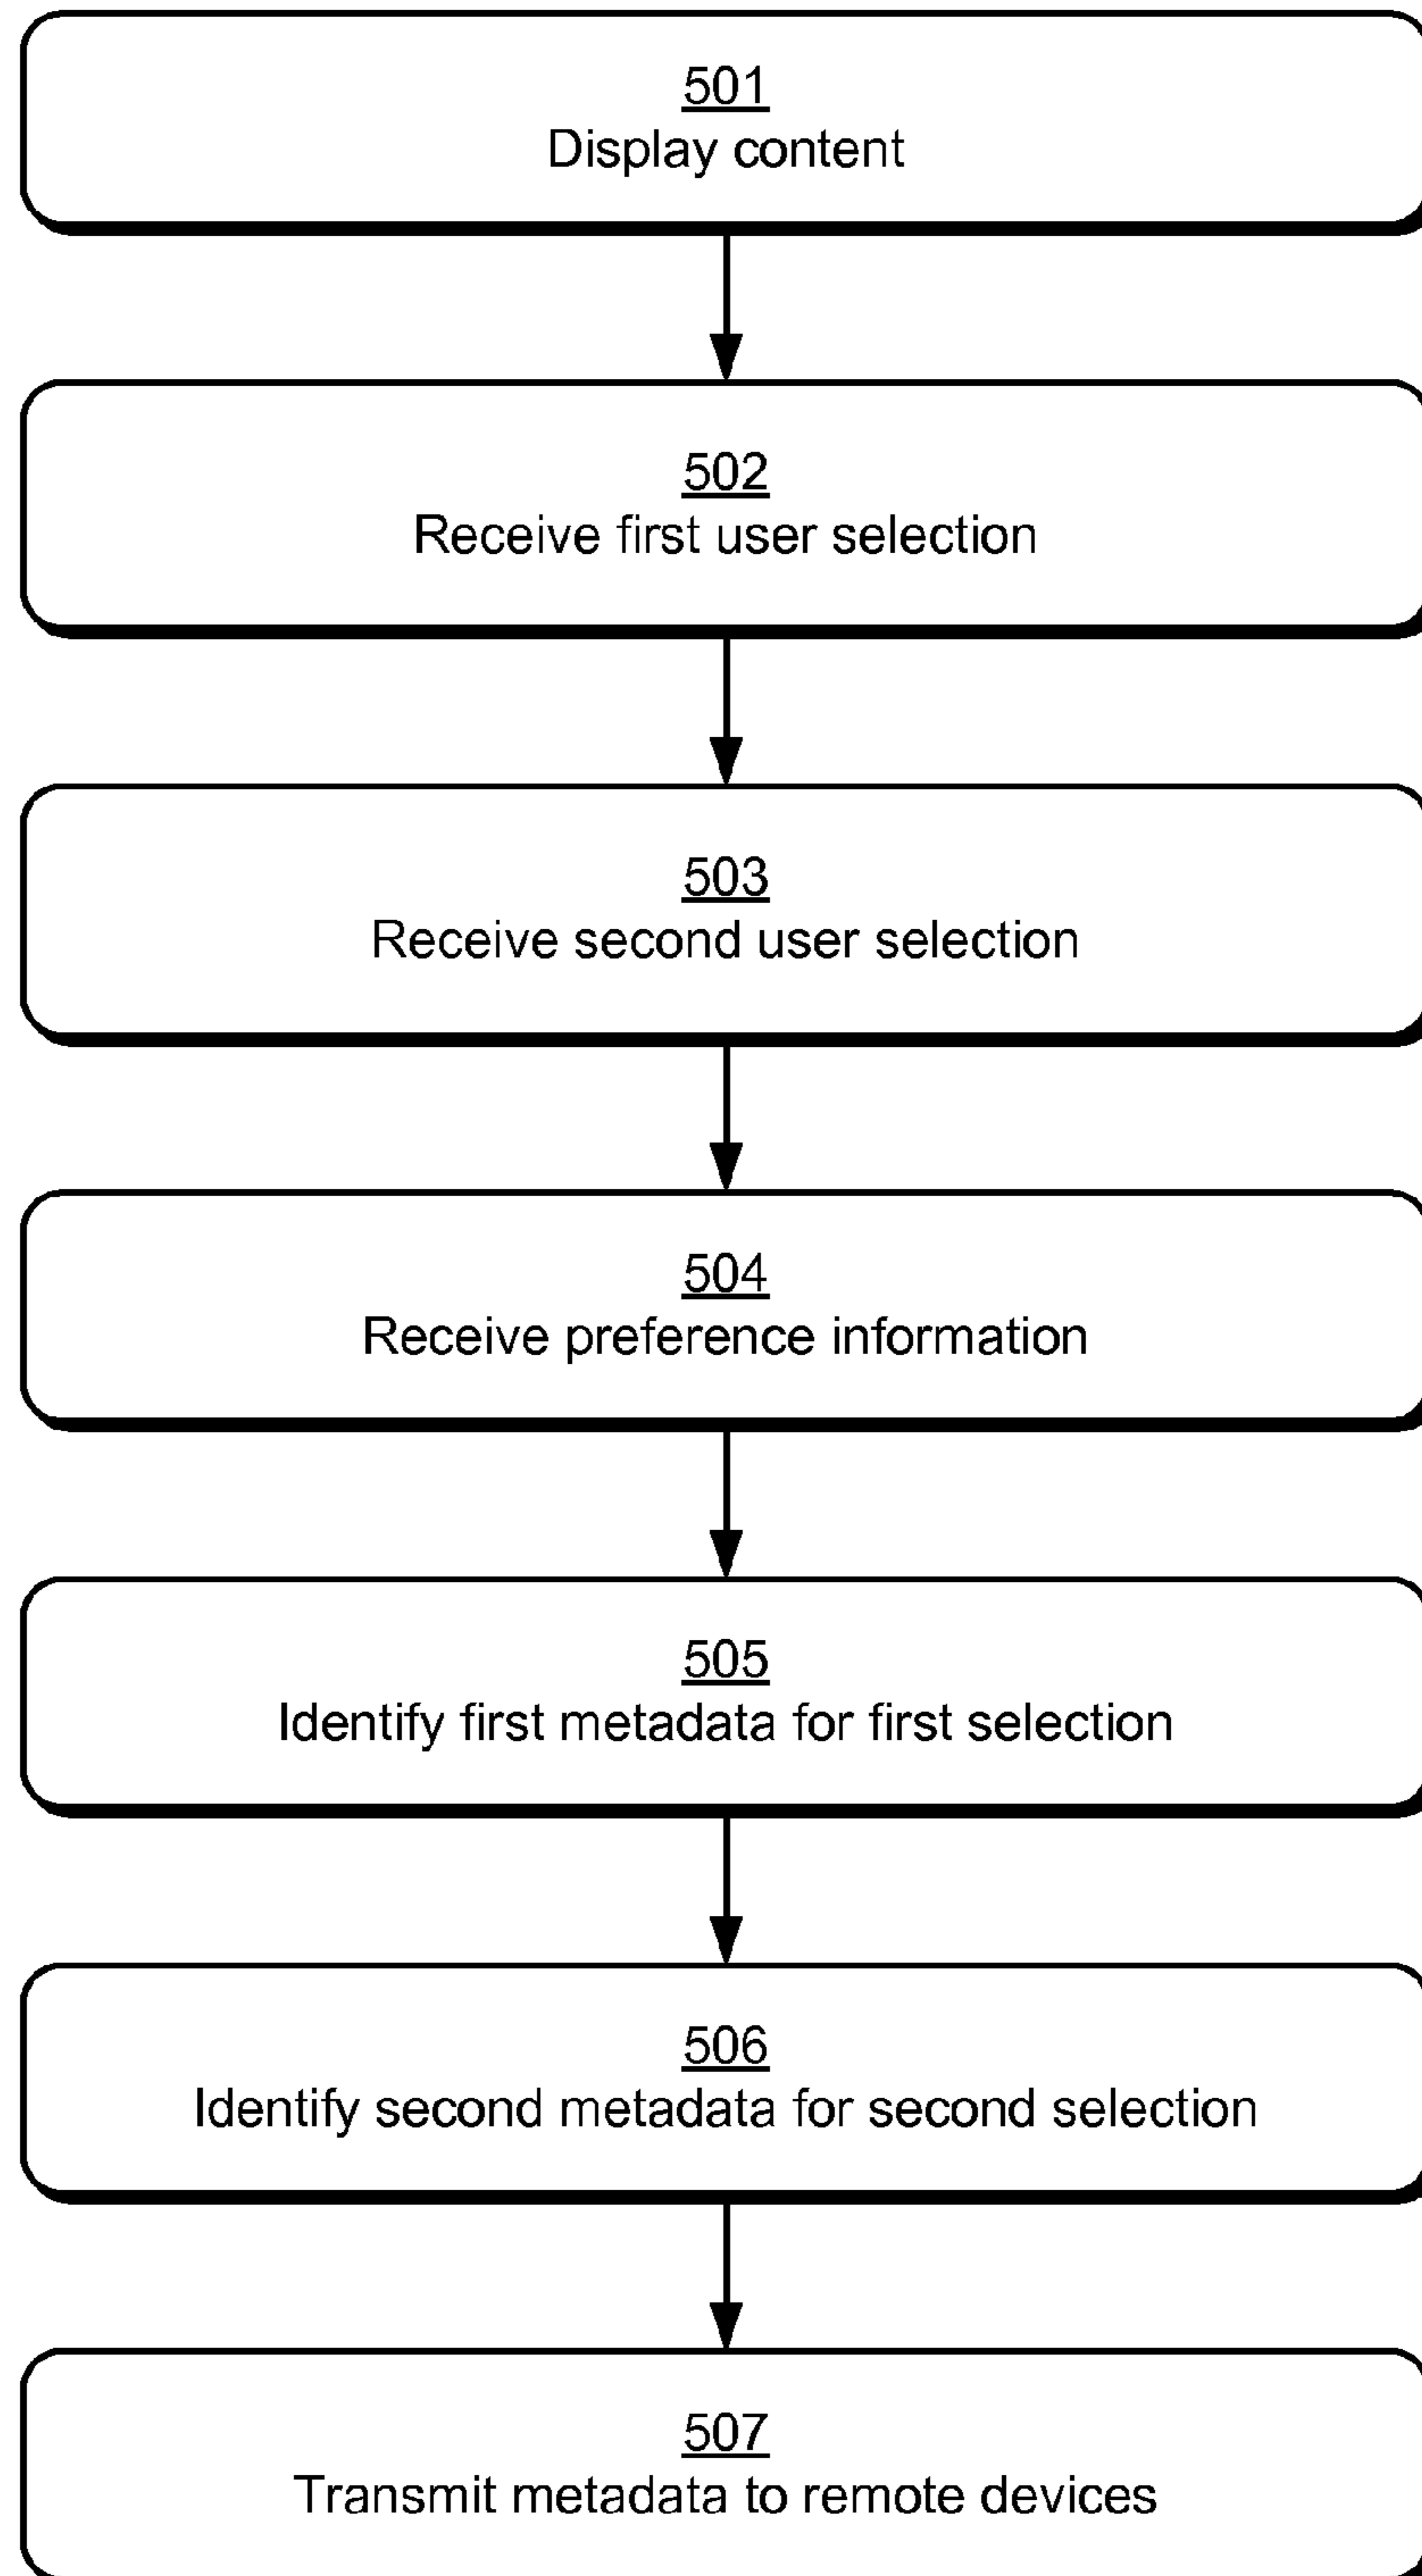 501
Display content
502
Receive first user selection
503
Receive second user selection
504
Receive preference information
505
Identify first metadata for first selection
506
Identify second metadata for second selection
507
Transmit metadata to remote devices